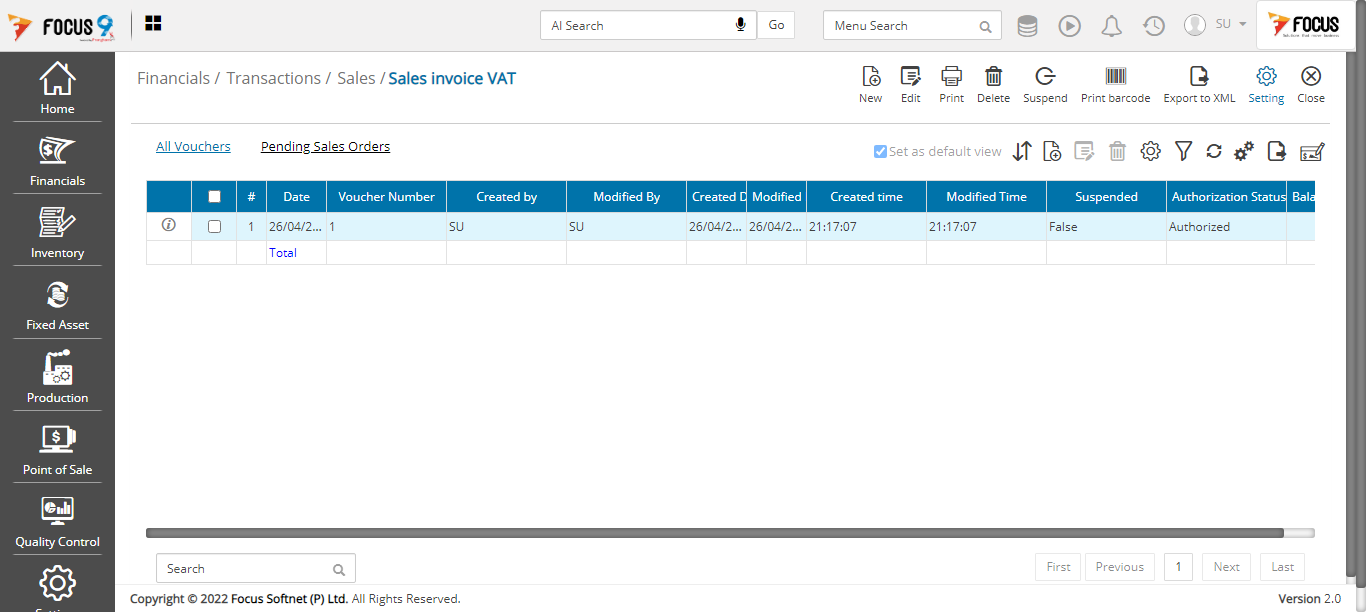 FOCUS 9
AI Search
Go
Menu Search
SU
FOCUS
Home
Financials
Inventory
Fixed Asset
Production
Point of Sale
Quality Control
Financials / Transactions / Sales / Sales invoice VAT
New Edit Print Delete Suspend Print barcode Export to XML Setting Close
All Vouchers Pending Sales Orders
Set as default view
# Date Voucher Number Created by Modified By Created D Modified Created time Modified Time Suspended Authorization Status Bala
1 26/04/2... 1 SU SU 26/04/2... 26/04/2... 21:17:07 21:17:07 False Authorized
Total
Search
First Previous 1 Next Last
Copyright © 2022 Focus Softnet (P) Ltd. All Rights Reserved.
Version 2.0